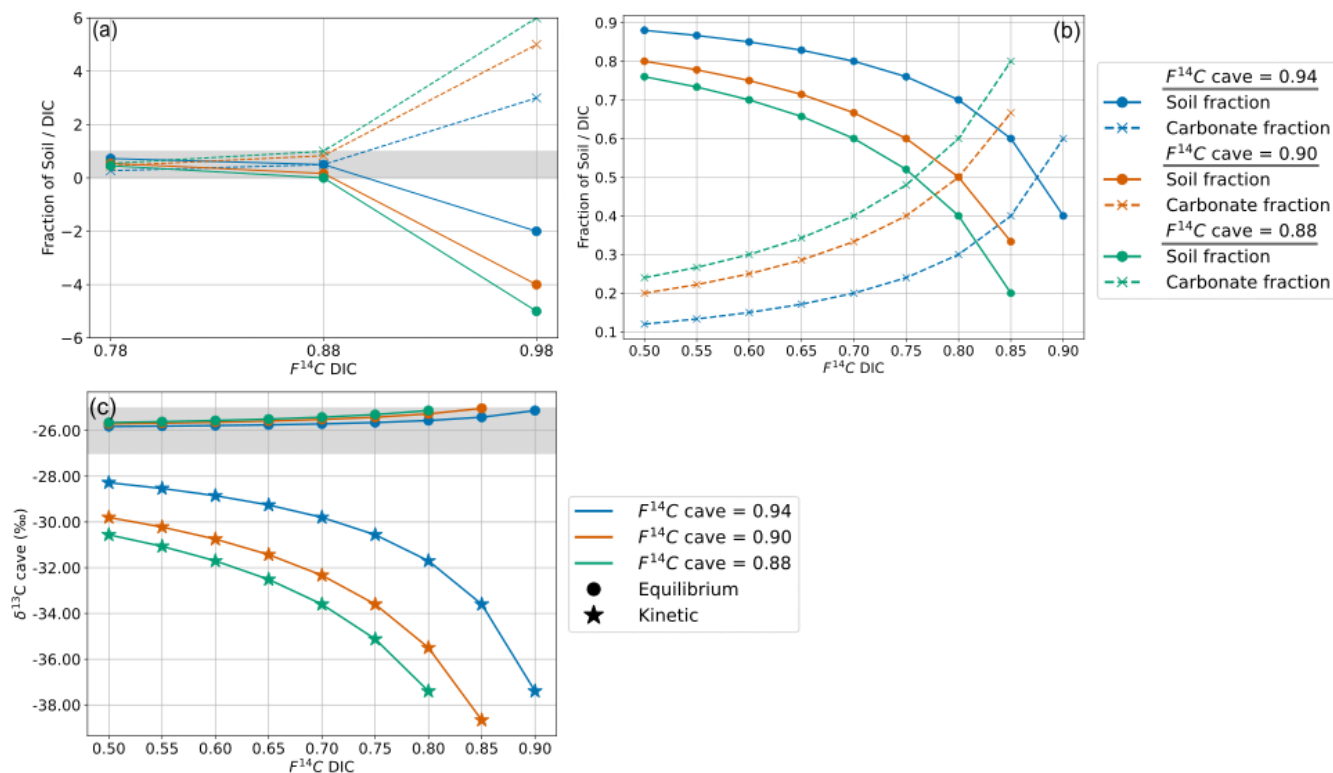 (a)
Fraction of Soil / DIC
6
4
2
0
−2
−4
−6
0.78 0.88 0.98
F¹⁴C DIC
(b)
Fraction of Soil / DIC
0.9
0.8
0.7
0.6
0.5
0.4
0.3
0.2
0.1
0.50 0.55 0.60 0.65 0.70 0.75 0.80 0.85 0.90
F¹⁴C DIC
F¹⁴C cave = 0.94
Soil fraction
Carbonate fraction
F¹⁴C cave = 0.90
Soil fraction
Carbonate fraction
F¹⁴C cave = 0.88
Soil fraction
Carbonate fraction
(c)
δ¹³C cave (‰)
-26.00
-28.00
-30.00
-32.00
-34.00
-36.00
-38.00
0.50 0.55 0.60 0.65 0.70 0.75 0.80 0.85 0.90
F¹⁴C DIC
F¹⁴C cave = 0.94
F¹⁴C cave = 0.90
F¹⁴C cave = 0.88
Equilibrium
Kinetic